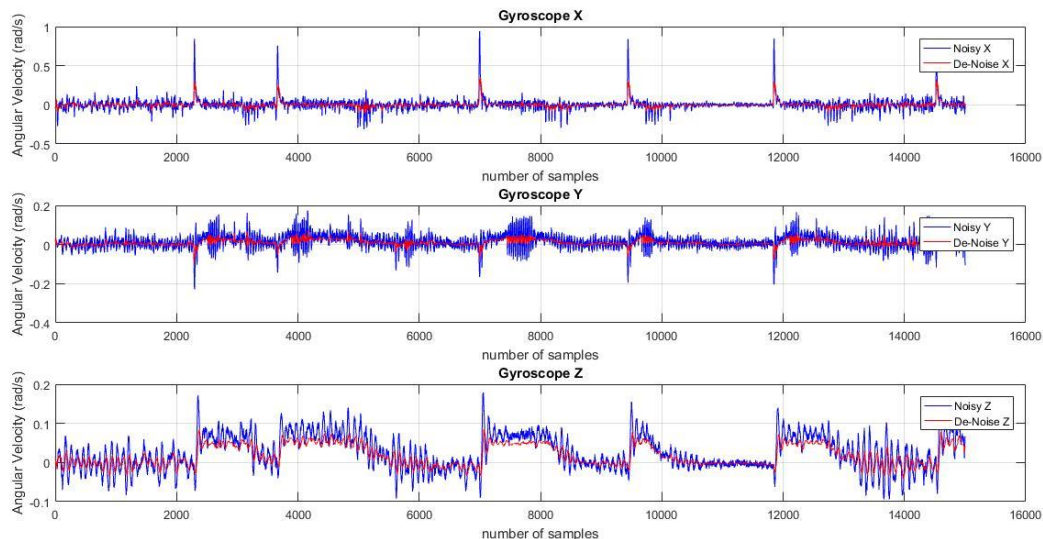 Gyroscope X
Angular Velocity (rad/s)
1
0.5
0
-0.5
0 2000 4000 6000 8000 10000 12000 14000 16000
number of samples
Noisy X
De-Noise X
Gyroscope Y
Angular Velocity (rad/s)
0.2
0
-0.2
-0.4
0 2000 4000 6000 8000 10000 12000 14000 16000
number of samples
Noisy Y
De-Noise Y
Gyroscope Z
Angular Velocity (rad/s)
0.2
0.1
0
-0.1
0 2000 4000 6000 8000 10000 12000 14000 16000
number of samples
Noisy Z
De-Noise Z